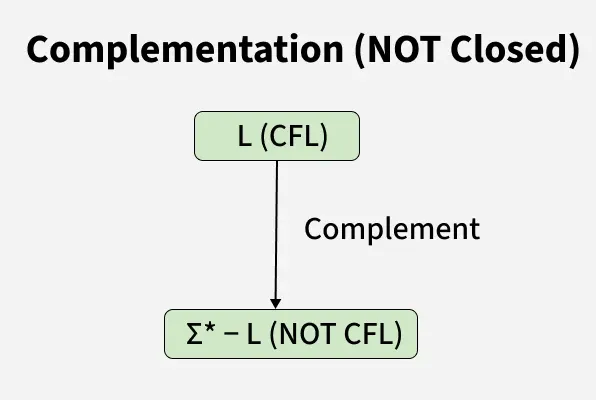 Complementation (NOT Closed)
L (CFL)
Complement
Σ* − L (NOT CFL)